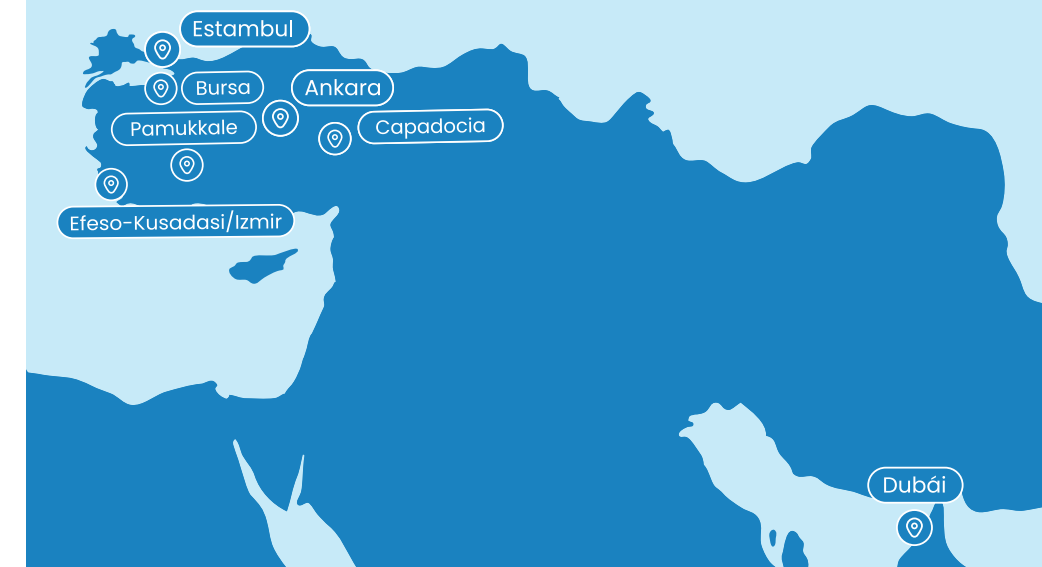 Estambul
Bursa
Ankara
Pamukkale
Capadocia
Efeso-Kusadasi/Izmir
Dubái